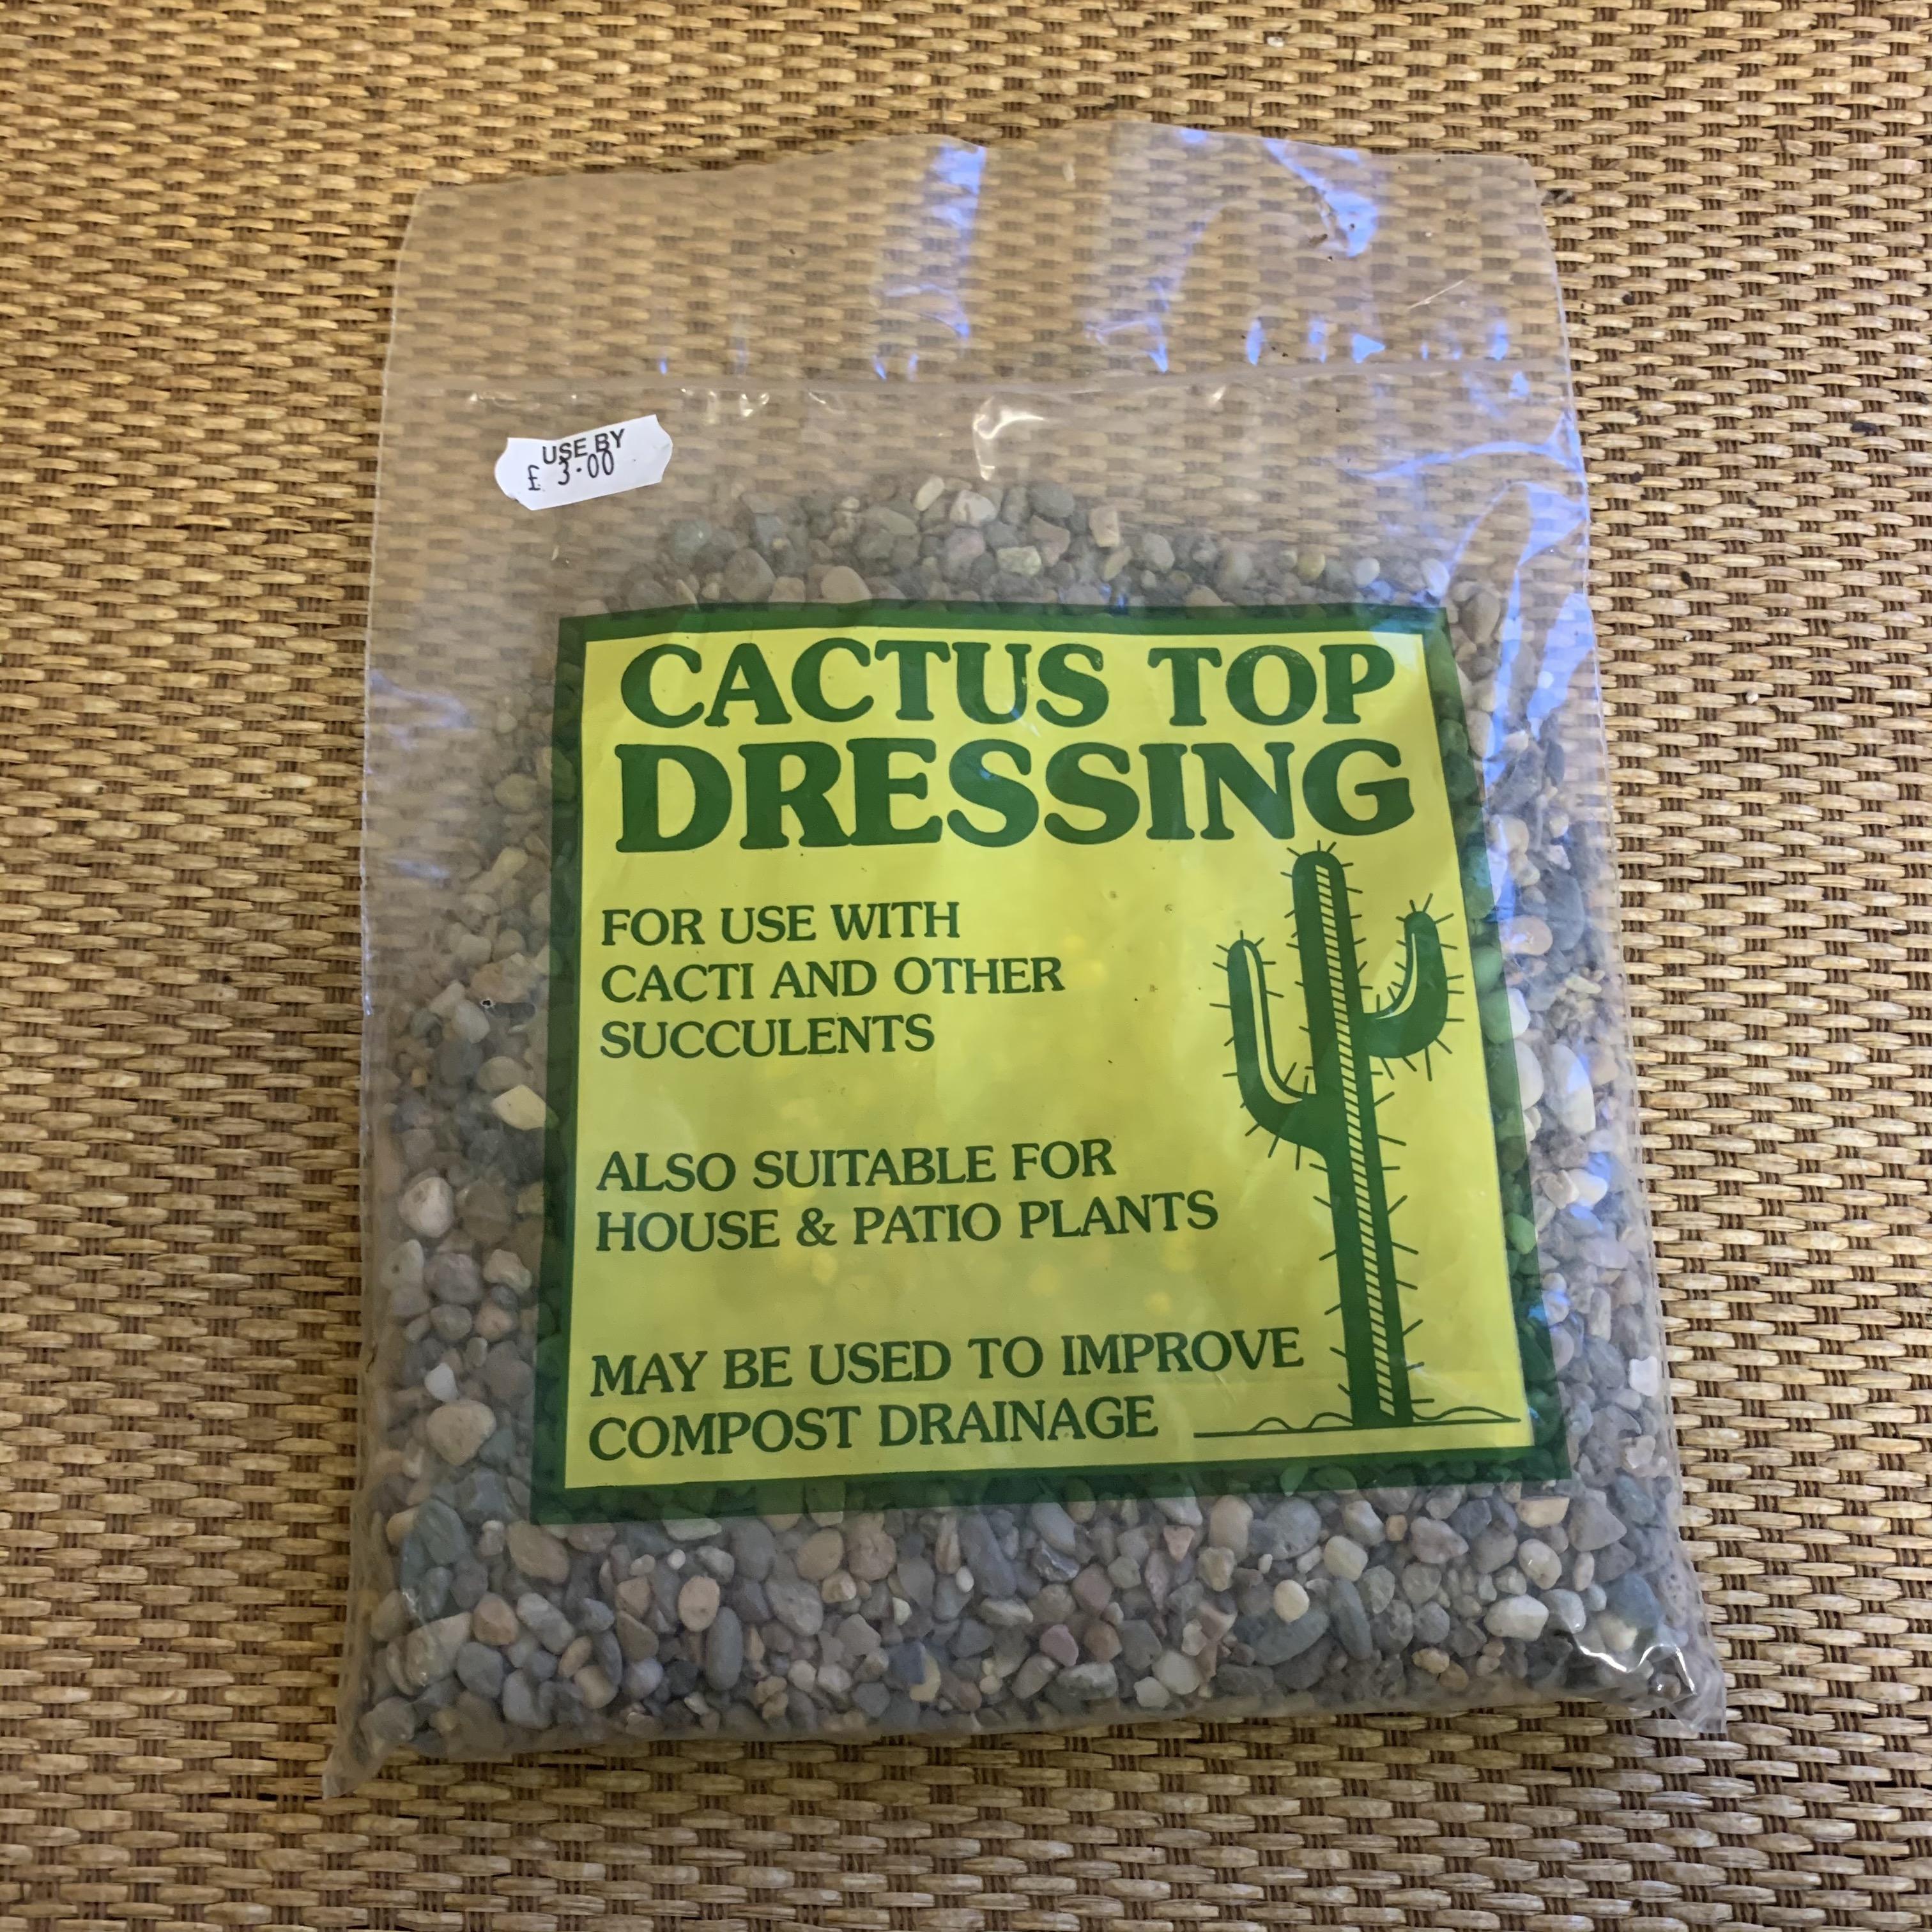 USE BY
£ 3.00
CACTUS TOP
DRESSING
FOR USE WITH
CACTI AND OTHER
SUCCULENTS
ALSO SUITABLE FOR
HOUSE & PATIO PLANTS
MAY BE USED TO IMPROVE
COMPOST DRAINAGE